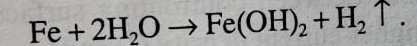 Fe + 2H₂O → Fe(OH)₂ + H₂ ↑ .